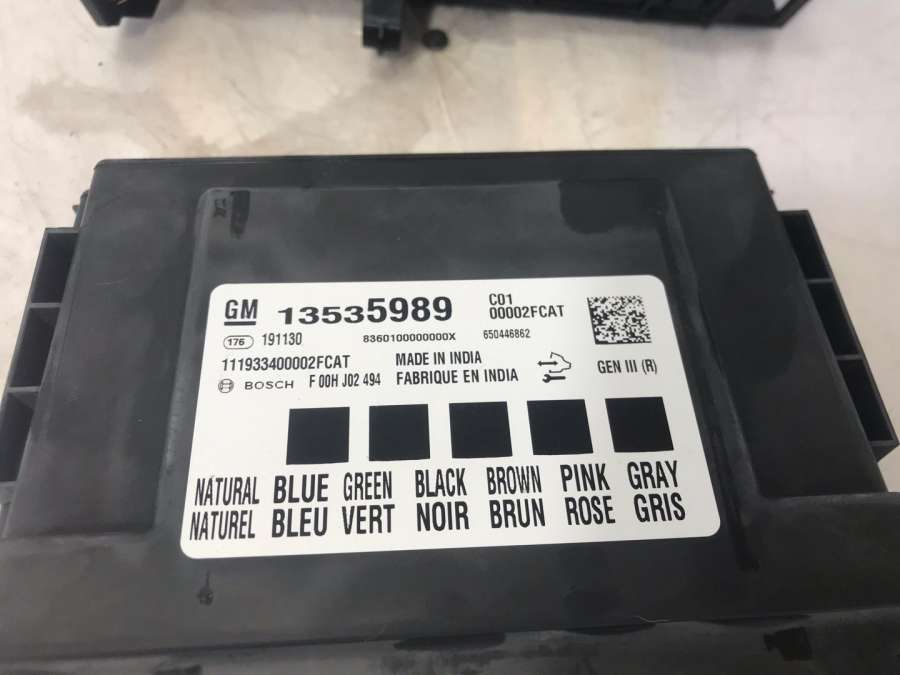 GM 13535989 C01
00002FCAT
176 191130 8360100000000X 650446862
111933400002FCAT MADE IN INDIA
BOSCH F 00H J02 494 FABRIQUE EN INDIA GEN III (R)
NATURAL BLUE GREEN BLACK BROWN PINK GRAY
NATUREL BLEU VERT NOIR BRUN ROSE GRIS